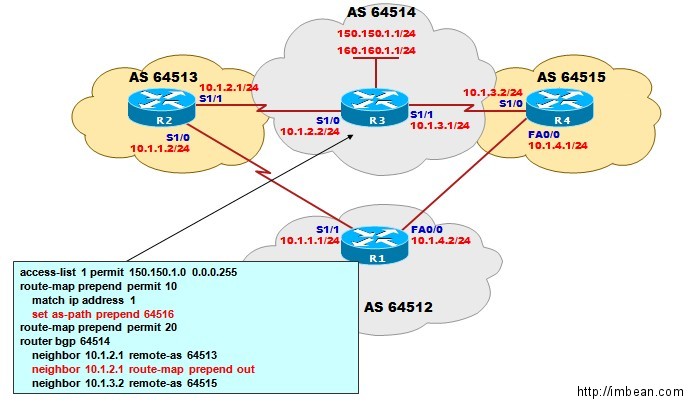 AS 64514
150.150.1.1/24
160.160.1.1/24
AS 64513
10.1.2.1/24
S1/1
R2
S1/0
10.1.1.2/24
S1/0
10.1.2.2/24
R3
S1/1
10.1.3.1/24
AS 64515
10.1.3.2/24
S1/0
R4
FA0/0
10.1.4.1/24
S1/1
10.1.1.1/24
R1
FA0/0
10.1.4.2/24
AS 64512
access-list 1 permit 150.150.1.0 0.0.0.255
route-map prepend permit 10
match ip address 1
set as-path prepend 64516
route-map prepend permit 20
router bgp 64514
neighbor 10.1.2.1 remote-as 64513
neighbor 10.1.2.1 route-map prepend out
neighbor 10.1.3.2 remote-as 64515
http://imbean.com